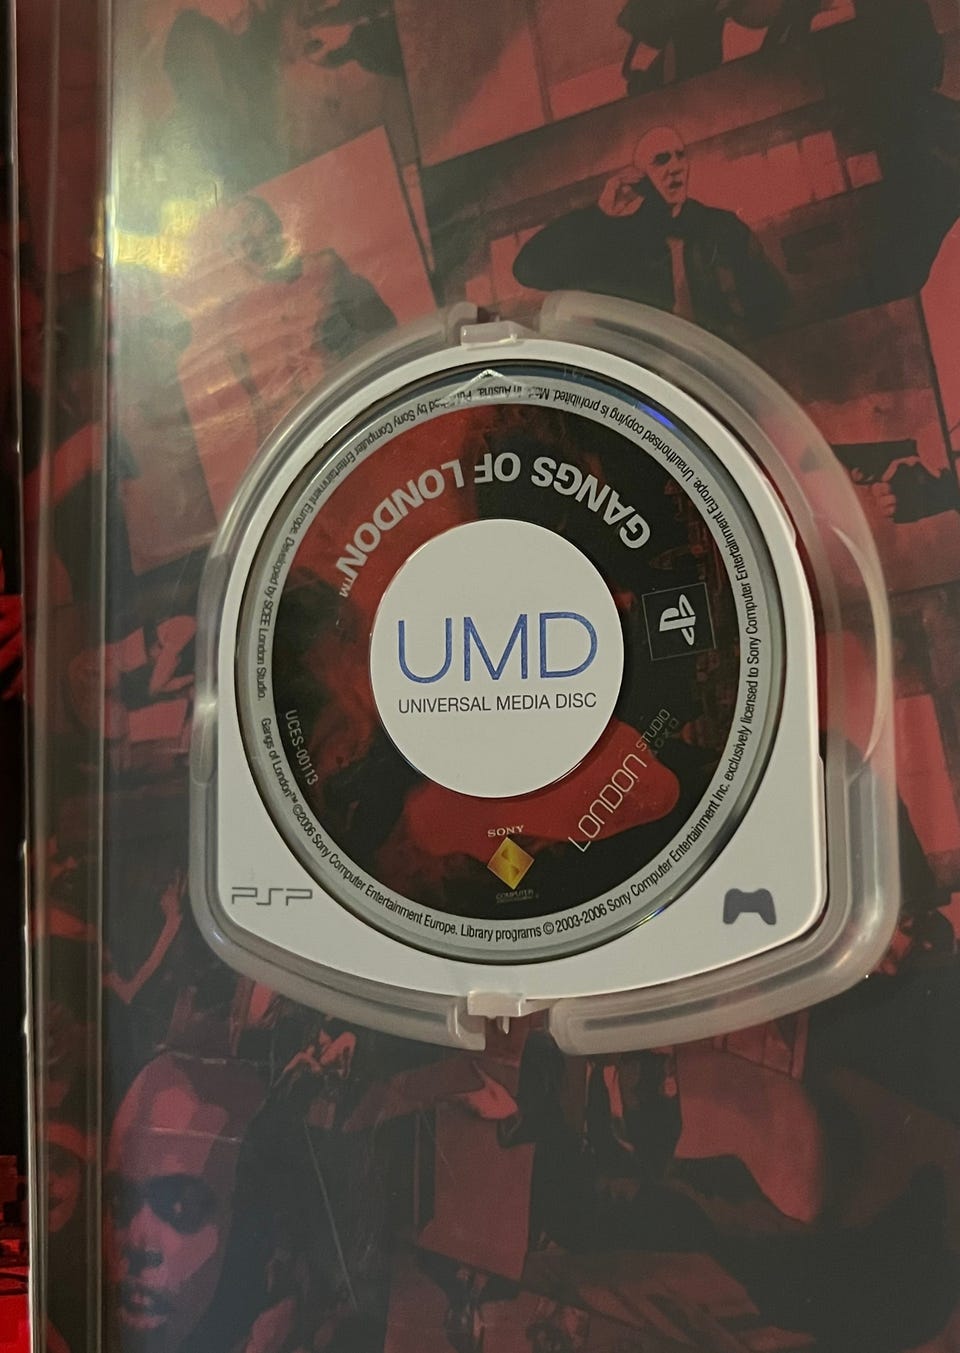 GANGS OF LONDON™
UMD
UNIVERSAL MEDIA DISC
UCES-00113
LONDON STUDIO
SONY
COMPUTER
PSP
Gangs of London™ ©2006 Sony Computer Entertainment Europe. Library programs © 2003-2006 Sony Computer Entertainment Inc. exclusively licensed to Sony Computer Entertainment Europe. Unauthorised copying is prohibited. Made in Austria. Published by Sony Computer Entertainment Europe. Developed by SCEE London Studio.